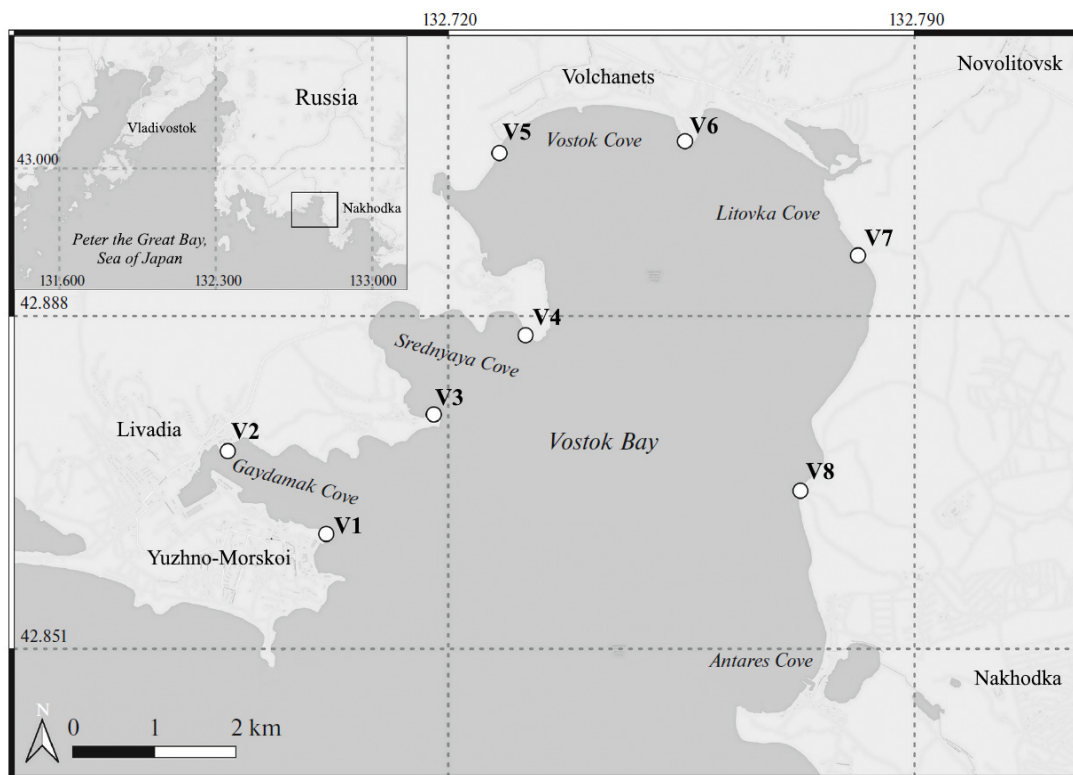 132.720
132.790
Russia
Vladivostok
43.000
Nakhodka
Peter the Great Bay,
Sea of Japan
131.600
132.300
133.000
Volchanets
Novolitovsk
V5
Vostok Cove
V6
Litovka Cove
V7
42.888
V4
Srednyaya Cove
V3
Livadia
V2
Vostok Bay
Gaydamak Cove
V8
V1
Yuzhno-Morskoi
42.851
Antares Cove
Nakhodka
N
0 1 2 km